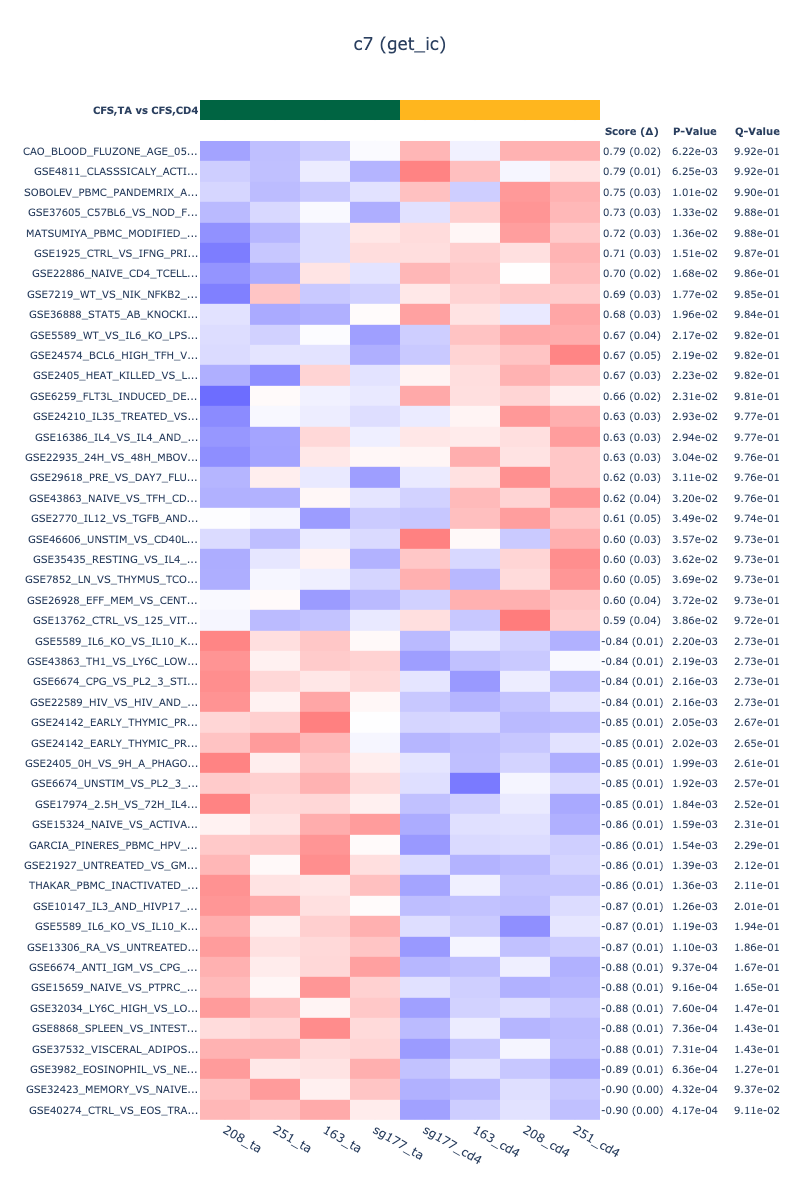 c7 (get_ic)
CFS,TA vs CFS,CD4
Score (Δ) P-Value Q-Value
CAO_BLOOD_FLUZONE_AGE_05... 0.79 (0.02) 6.22e-03 9.92e-01
GSE4811_CLASSSICALY_ACTI... 0.79 (0.01) 6.25e-03 9.92e-01
SOBOLEV_PBMC_PANDEMRIX_A... 0.75 (0.03) 1.01e-02 9.90e-01
GSE37605_C57BL6_VS_NOD_F... 0.73 (0.03) 1.33e-02 9.88e-01
MATSUMIYA_PBMC_MODIFIED_... 0.72 (0.03) 1.36e-02 9.88e-01
GSE1925_CTRL_VS_IFNG_PRI... 0.71 (0.03) 1.51e-02 9.87e-01
GSE22886_NAIVE_CD4_TCELL... 0.70 (0.02) 1.68e-02 9.86e-01
GSE7219_WT_VS_NIK_NFKB2_... 0.69 (0.03) 1.77e-02 9.85e-01
GSE36888_STAT5_AB_KNOCKI... 0.68 (0.03) 1.96e-02 9.84e-01
GSE5589_WT_VS_IL6_KO_LPS... 0.67 (0.04) 2.17e-02 9.82e-01
GSE24574_BCL6_HIGH_TFH_V... 0.67 (0.05) 2.19e-02 9.82e-01
GSE2405_HEAT_KILLED_VS_L... 0.67 (0.03) 2.23e-02 9.82e-01
GSE6259_FLT3L_INDUCED_DE... 0.66 (0.02) 2.31e-02 9.81e-01
GSE24210_IL35_TREATED_VS... 0.63 (0.03) 2.93e-02 9.77e-01
GSE16386_IL4_VS_IL4_AND_... 0.63 (0.03) 2.94e-02 9.77e-01
GSE22935_24H_VS_48H_MBOV... 0.63 (0.03) 3.04e-02 9.76e-01
GSE29618_PRE_VS_DAY7_FLU... 0.62 (0.03) 3.11e-02 9.76e-01
GSE43863_NAIVE_VS_TFH_CD... 0.62 (0.04) 3.20e-02 9.76e-01
GSE2770_IL12_VS_TGFB_AND... 0.61 (0.05) 3.49e-02 9.74e-01
GSE46606_UNSTIM_VS_CD40L... 0.60 (0.03) 3.57e-02 9.73e-01
GSE35435_RESTING_VS_IL4_... 0.60 (0.03) 3.62e-02 9.73e-01
GSE7852_LN_VS_THYMUS_TCO... 0.60 (0.05) 3.69e-02 9.73e-01
GSE26928_EFF_MEM_VS_CENT... 0.60 (0.04) 3.72e-02 9.73e-01
GSE13762_CTRL_VS_125_VIT... 0.59 (0.04) 3.86e-02 9.72e-01
GSE5589_IL6_KO_VS_IL10_K... -0.84 (0.01) 2.20e-03 2.73e-01
GSE43863_TH1_VS_LY6C_LOW... -0.84 (0.01) 2.19e-03 2.73e-01
GSE6674_CPG_VS_PL2_3_STI... -0.84 (0.01) 2.16e-03 2.73e-01
GSE22589_HIV_VS_HIV_AND_... -0.84 (0.01) 2.16e-03 2.73e-01
GSE24142_EARLY_THYMIC_PR... -0.85 (0.01) 2.05e-03 2.67e-01
GSE24142_EARLY_THYMIC_PR... -0.85 (0.01) 2.02e-03 2.65e-01
GSE2405_0H_VS_9H_A_PHAGO... -0.85 (0.01) 1.99e-03 2.61e-01
GSE6674_UNSTIM_VS_PL2_3_... -0.85 (0.01) 1.92e-03 2.57e-01
GSE17974_2.5H_VS_72H_IL4... -0.85 (0.01) 1.84e-03 2.52e-01
GSE15324_NAIVE_VS_ACTIVA... -0.86 (0.01) 1.59e-03 2.31e-01
GARCIA_PINERES_PBMC_HPV_... -0.86 (0.01) 1.54e-03 2.29e-01
GSE21927_UNTREATED_VS_GM... -0.86 (0.01) 1.39e-03 2.12e-01
THAKAR_PBMC_INACTIVATED_... -0.86 (0.01) 1.36e-03 2.11e-01
GSE10147_IL3_AND_HIVP17_... -0.87 (0.01) 1.26e-03 2.01e-01
GSE5589_IL6_KO_VS_IL10_K... -0.87 (0.01) 1.19e-03 1.94e-01
GSE13306_RA_VS_UNTREATED... -0.87 (0.01) 1.10e-03 1.86e-01
GSE6674_ANTI_IGM_VS_CPG_... -0.88 (0.01) 9.37e-04 1.67e-01
GSE15659_NAIVE_VS_PTPRC_... -0.88 (0.01) 9.16e-04 1.65e-01
GSE32034_LY6C_HIGH_VS_LO... -0.88 (0.01) 7.60e-04 1.47e-01
GSE8868_SPLEEN_VS_INTEST... -0.88 (0.01) 7.36e-04 1.43e-01
GSE37532_VISCERAL_ADIPOS... -0.88 (0.01) 7.31e-04 1.43e-01
GSE3982_EOSINOPHIL_VS_NE... -0.89 (0.01) 6.36e-04 1.27e-01
GSE32423_MEMORY_VS_NAIVE... -0.90 (0.00) 4.32e-04 9.37e-02
GSE40274_CTRL_VS_EOS_TRA... -0.90 (0.00) 4.17e-04 9.11e-02
208_ta 251_ta 163_ta sg177_ta sg177_cd4 163_cd4 208_cd4 251_cd4